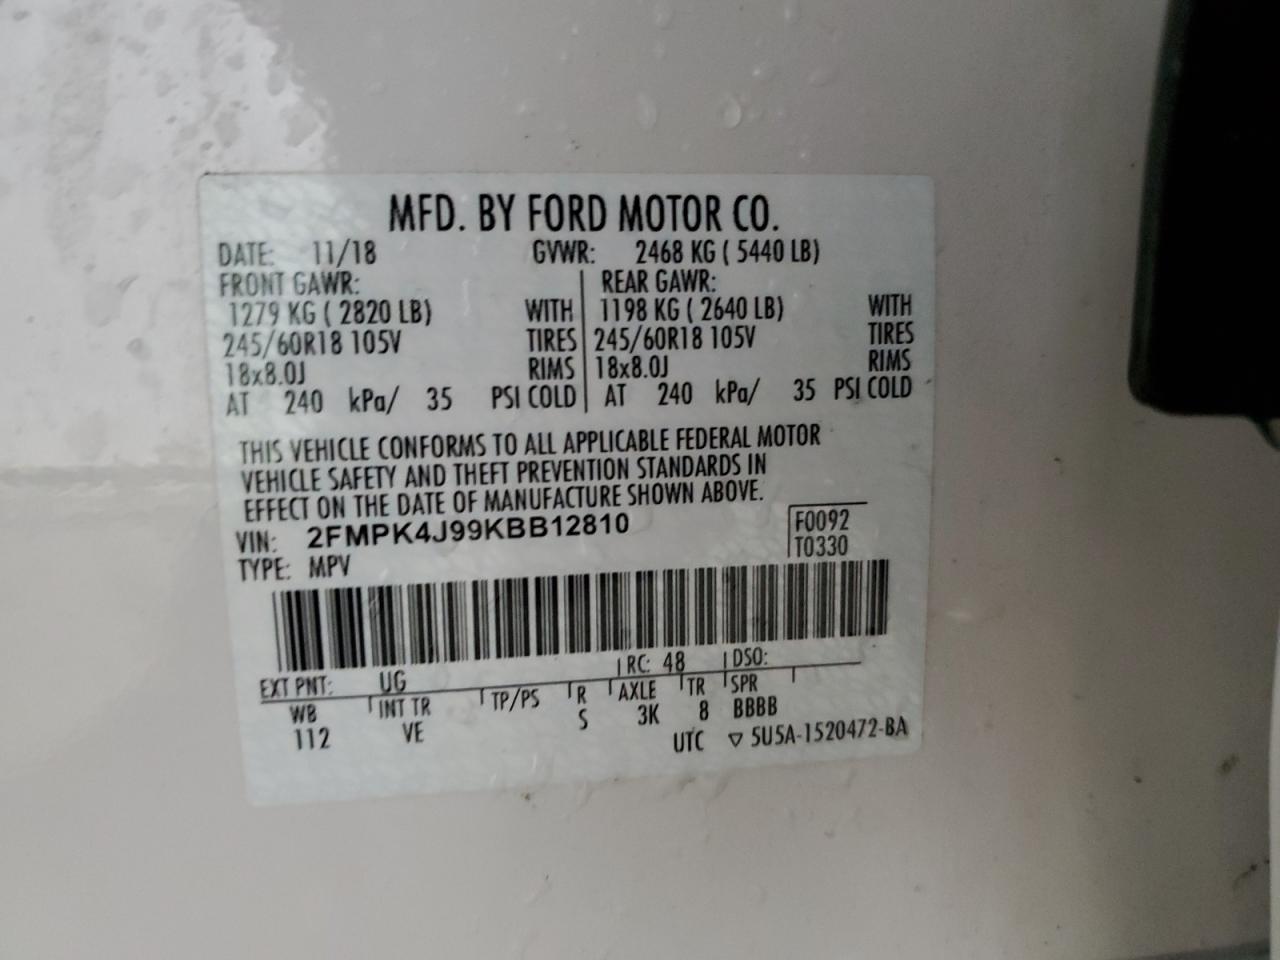 MFD. BY FORD MOTOR CO.
DATE: 11/18 GVWR: 2468 KG ( 5440 LB)
FRONT GAWR: REAR GAWR:
1279 KG ( 2820 LB) WITH 1198 KG ( 2640 LB) WITH
245/60R18 105V TIRES 245/60R18 105V TIRES
18x8.0J RIMS 18x8.0J RIMS
AT 240 kPa/ 35 PSI COLD AT 240 kPa/ 35 PSI COLD
THIS VEHICLE CONFORMS TO ALL APPLICABLE FEDERAL MOTOR
VEHICLE SAFETY AND THEFT PREVENTION STANDARDS IN
EFFECT ON THE DATE OF MANUFACTURE SHOWN ABOVE.
VIN: 2FMPK4J99KBB12810 F0092
TYPE: MPV T0330
EXT PNT: UG RC: 48 DSO:
WB INT TR TP/PS R AXLE TR SPR
112 VE S 3K 8 BBBB
UTC ▽ 5U5A-1520472-BA